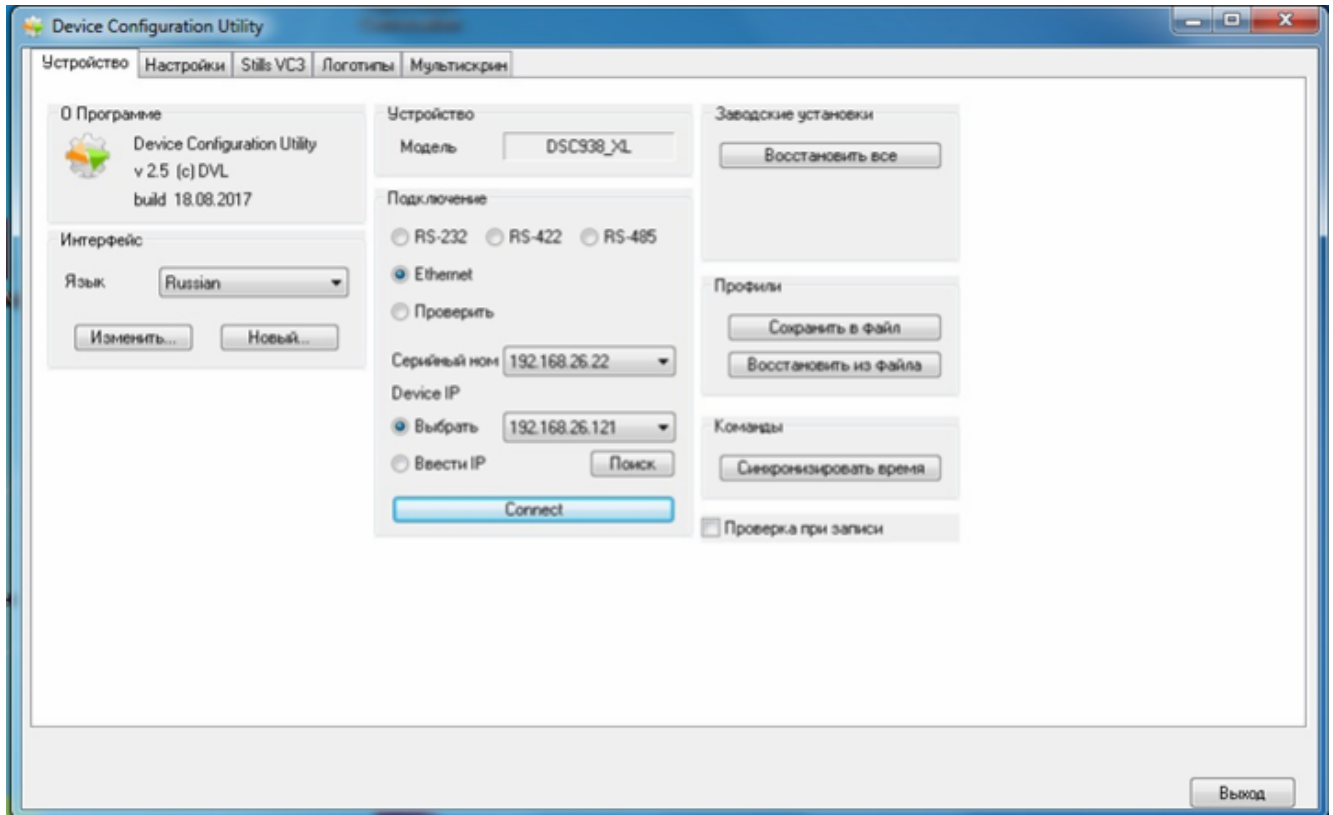 Device Configuration Utility
Устройство Настройки Stills VC3 Логотипы Мультискрин
О Программе
Device Configuration Utility
v 2.5 (c) DVL
build 18.08.2017
Интерфейс
Язык Russian
Изменить... Новый...
Устройство
Модель DSC938_XL
Подключение
RS-232 RS-422 RS-485
Ethernet
Проверить
Серийный ном 192.168.26.22
Device IP
Выбрать 192.168.26.121
Ввести IP Поиск
Connect
Заводские установки
Восстановить все
Профили
Сохранить в файл
Восстановить из файла
Команды
Синхронизировать время
Проверка при записи
Выход